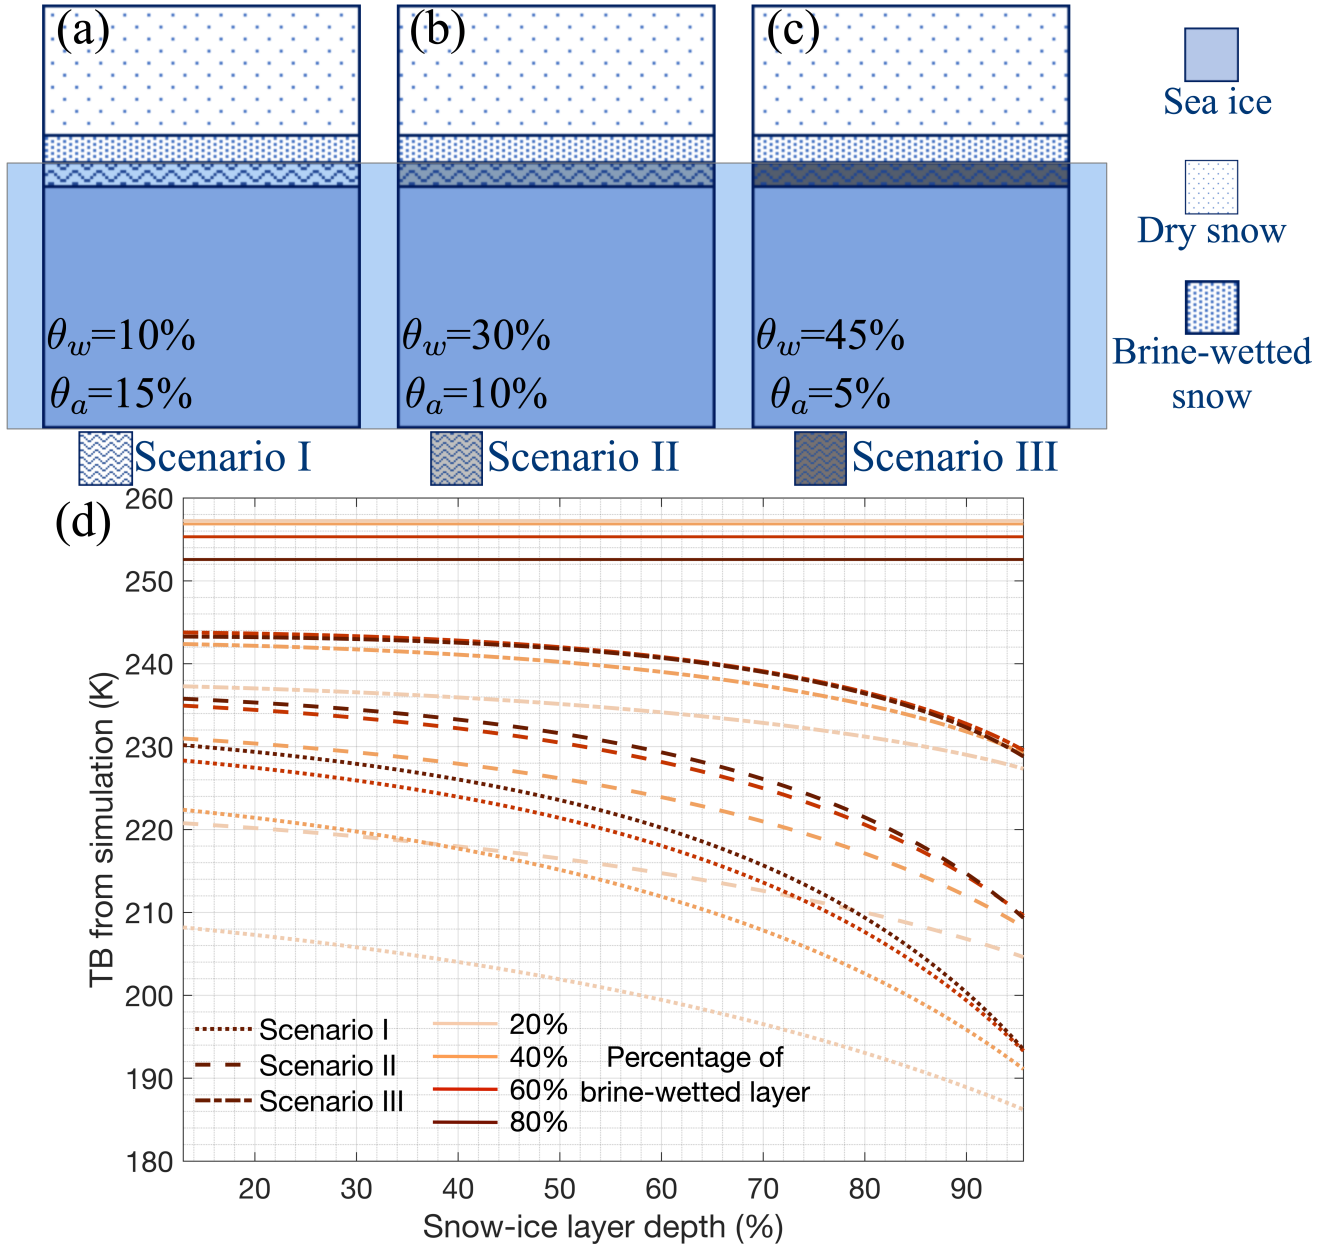 (a)
(b)
(c)
Sea ice
Dry snow
Brine-wetted
snow
θw=10%
θa=15%
θw=30%
θa=10%
θw=45%
θa=5%
Scenario I
Scenario II
Scenario III
(d)
TB from simulation (K)
260
250
240
230
220
210
200
190
180
Scenario I
Scenario II
Scenario III
20%
40%
60%
80%
Percentage of
brine-wetted layer
20
30
40
50
60
70
80
90
Snow-ice layer depth (%)